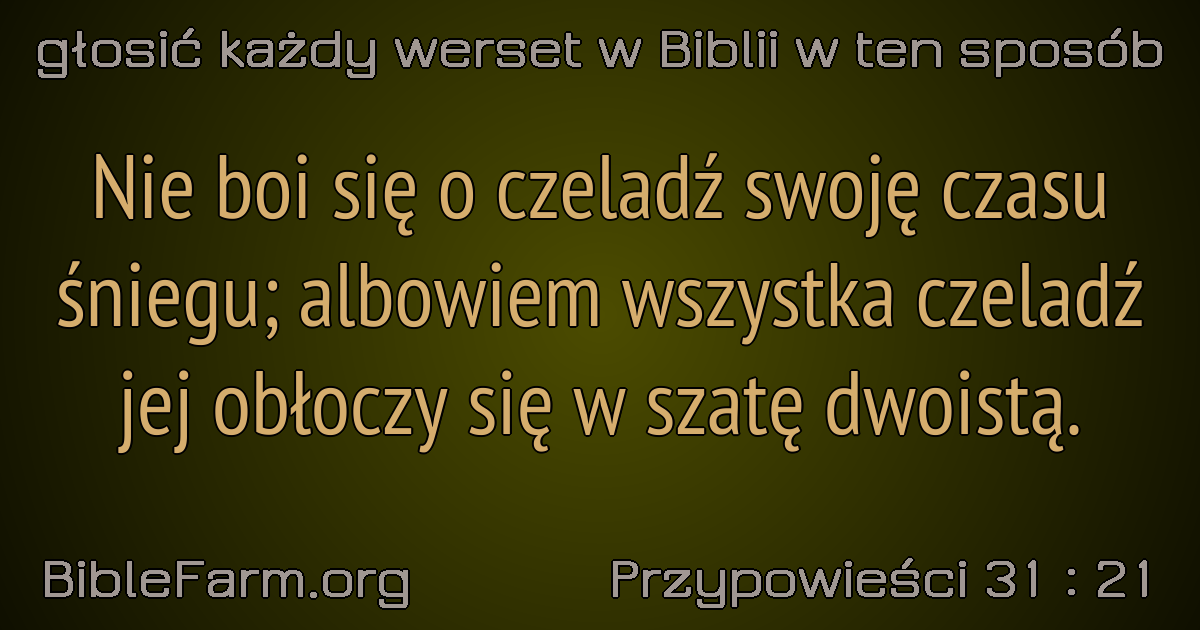 głosić każdy werset w Biblii w ten sposób
Nie boi się o czeladź swoję czasu
śniegu; albowiem wszystka czeladź
jej obłoczy się w szatę dwoistą.
BibleFarm.org
Przypowieści 31 : 21